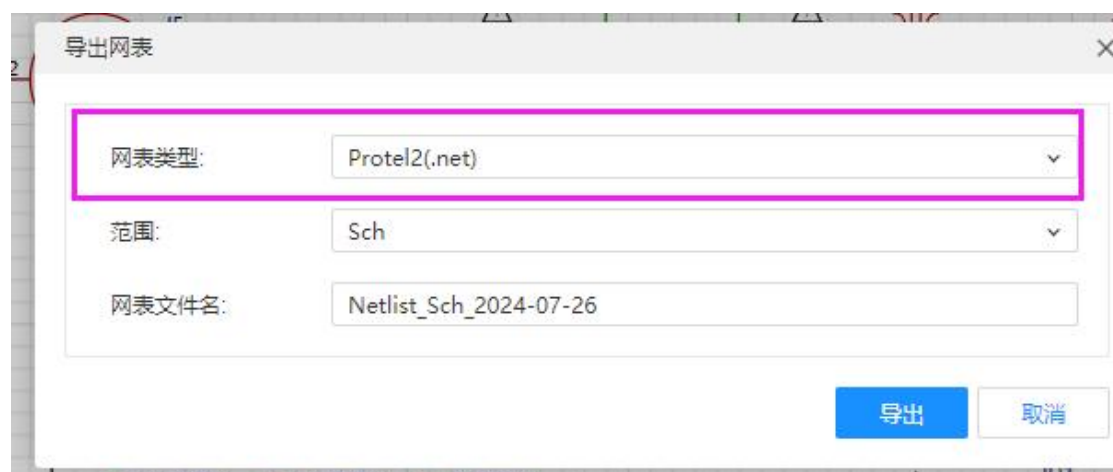 导出网表
网表类型: Protel2(.net)
范围: Sch
网表文件名: Netlist_Sch_2024-07-26
导出 取消